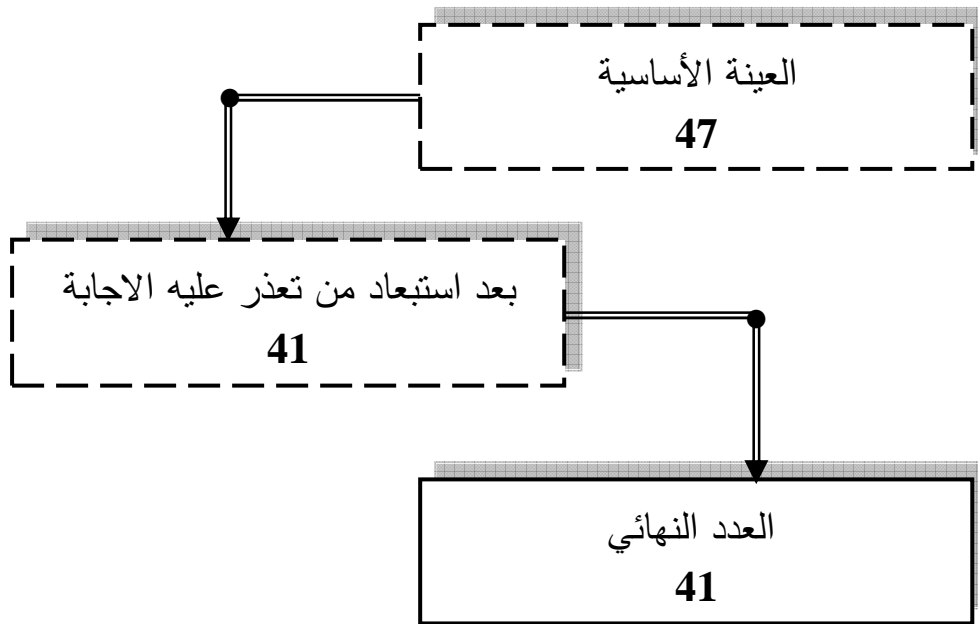 العينة الأساسية
47
بعد استبعاد من تعذر عليه الاجابة
41
العدد النهائي
41